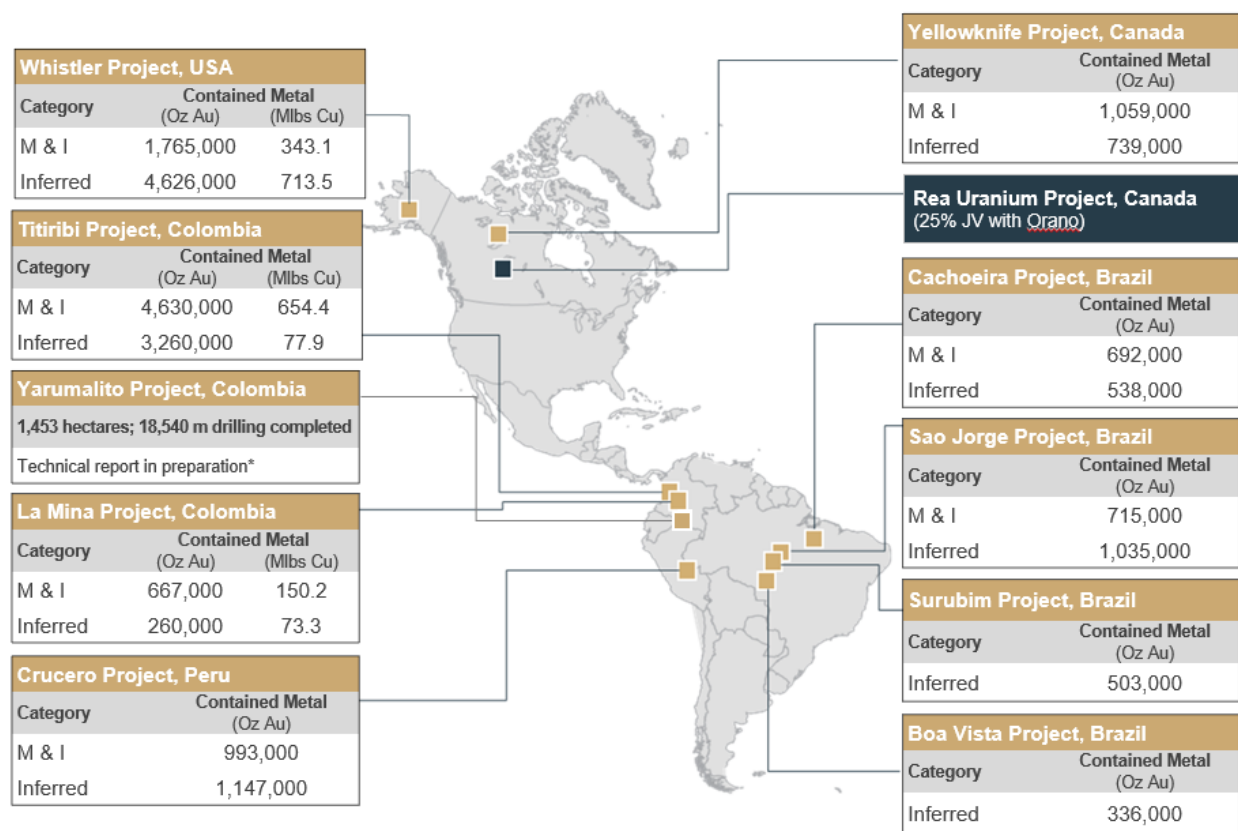 Whistler Project, USA
Category Contained Metal
(Oz Au) (Mlbs Cu)
M & I 1,765,000 343.1
Inferred 4,626,000 713.5
Titiribi Project, Colombia
Category Contained Metal
(Oz Au) (Mlbs Cu)
M & I 4,630,000 654.4
Inferred 3,260,000 77.9
Yarumalito Project, Colombia
1,453 hectares; 18,540 m drilling completed
Technical report in preparation*
La Mina Project, Colombia
Category Contained Metal
(Oz Au) (Mlbs Cu)
M & I 667,000 150.2
Inferred 260,000 73.3
Crucero Project, Peru
Category Contained Metal
(Oz Au)
M & I 993,000
Inferred 1,147,000
Yellowknife Project, Canada
Category Contained Metal
(Oz Au)
M & I 1,059,000
Inferred 739,000
Rea Uranium Project, Canada
(25% JV with Orano)
Cachoeira Project, Brazil
Category Contained Metal
(Oz Au)
M & I 692,000
Inferred 538,000
Sao Jorge Project, Brazil
Category Contained Metal
(Oz Au)
M & I 715,000
Inferred 1,035,000
Surubim Project, Brazil
Category Contained Metal
(Oz Au)
Inferred 503,000
Boa Vista Project, Brazil
Category Contained Metal
(Oz Au)
Inferred 336,000